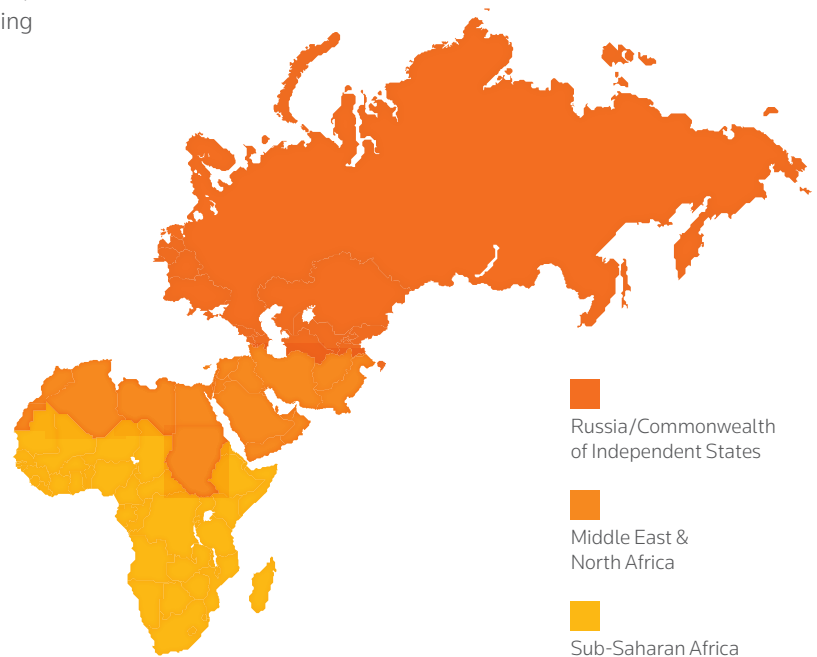 ing
Russia/Commonwealth
of Independent States
Middle East &
North Africa
Sub-Saharan Africa